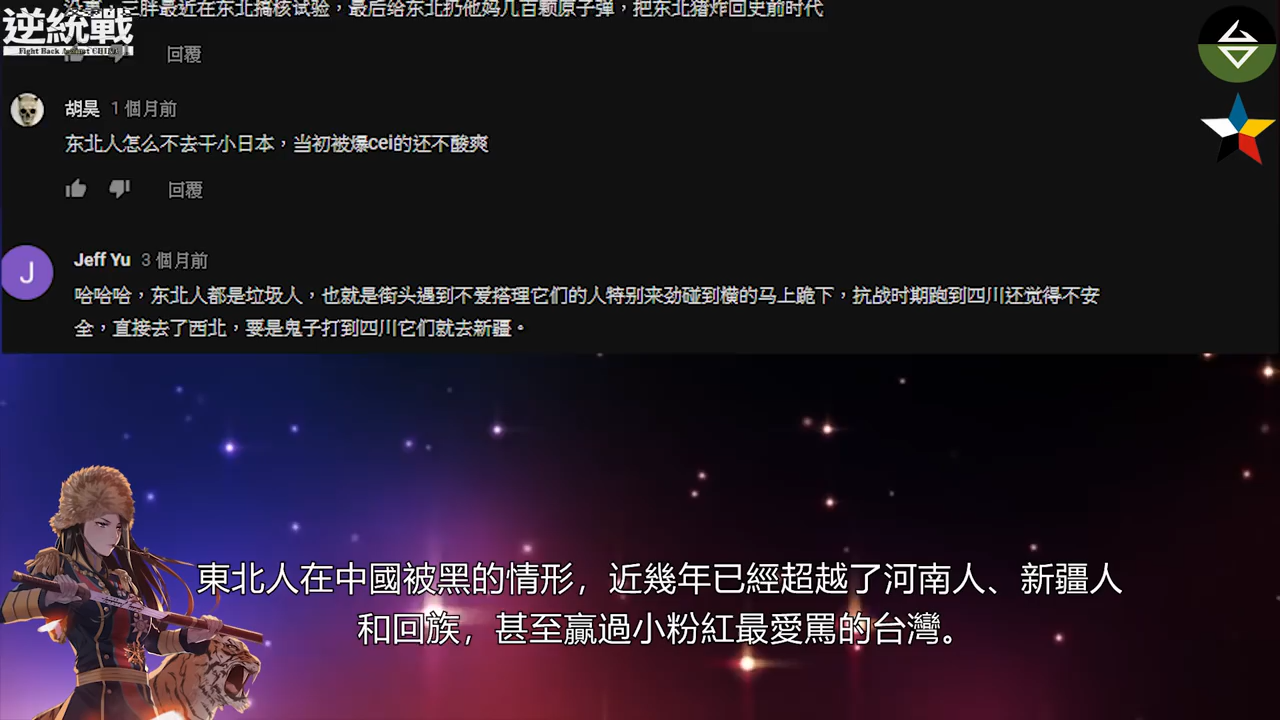 没事，三胖最近在东北搞核试验，最后给东北扔他妈几百颗原子弹，把东北猪炸回史前时代
逆統戰
Fight Back Against CHINA
回覆
胡昊 1 個月前
东北人怎么不去干小日本，当初被爆cei的还不酸爽
回覆
J
Jeff Yu 3 個月前
哈哈哈，东北人都是垃圾人，也就是街头遇到不爱搭理它们的人特别来劲碰到横的马上跪下，抗战时期跑到四川还觉得不安
全，直接去了西北，要是鬼子打到四川它们就去新疆。
東北人在中國被黑的情形，近幾年已經超越了河南人、新疆人
和回族，甚至贏過小粉紅最愛罵的台灣。